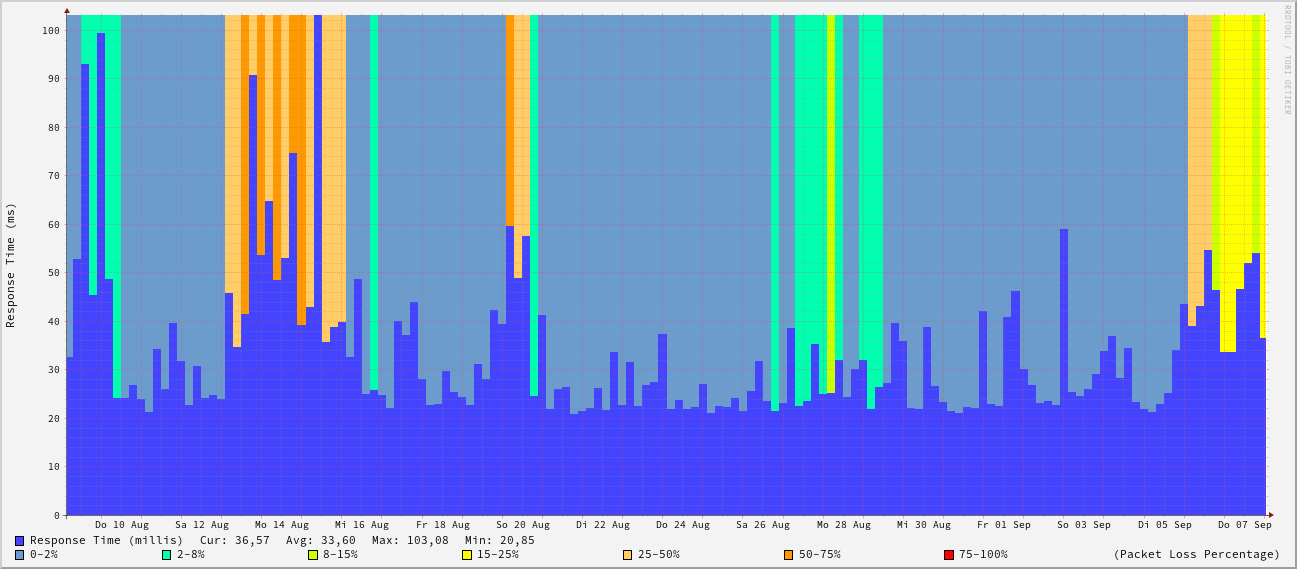 RRDTOOL / TOBI OETIKER
Response Time (ms)
100
90
80
70
60
50
40
30
20
10
0
Do 10 Aug Sa 12 Aug Mo 14 Aug Mi 16 Aug Fr 18 Aug So 20 Aug Di 22 Aug Do 24 Aug Sa 26 Aug Mo 28 Aug Mi 30 Aug Fr 01 Sep So 03 Sep Di 05 Sep Do 07 Sep
Response Time (millis) Cur: 36,57 Avg: 33,60 Max: 103,08 Min: 20,85
0-2% 2-8% 8-15% 15-25% 25-50% 50-75% 75-100% (Packet Loss Percentage)